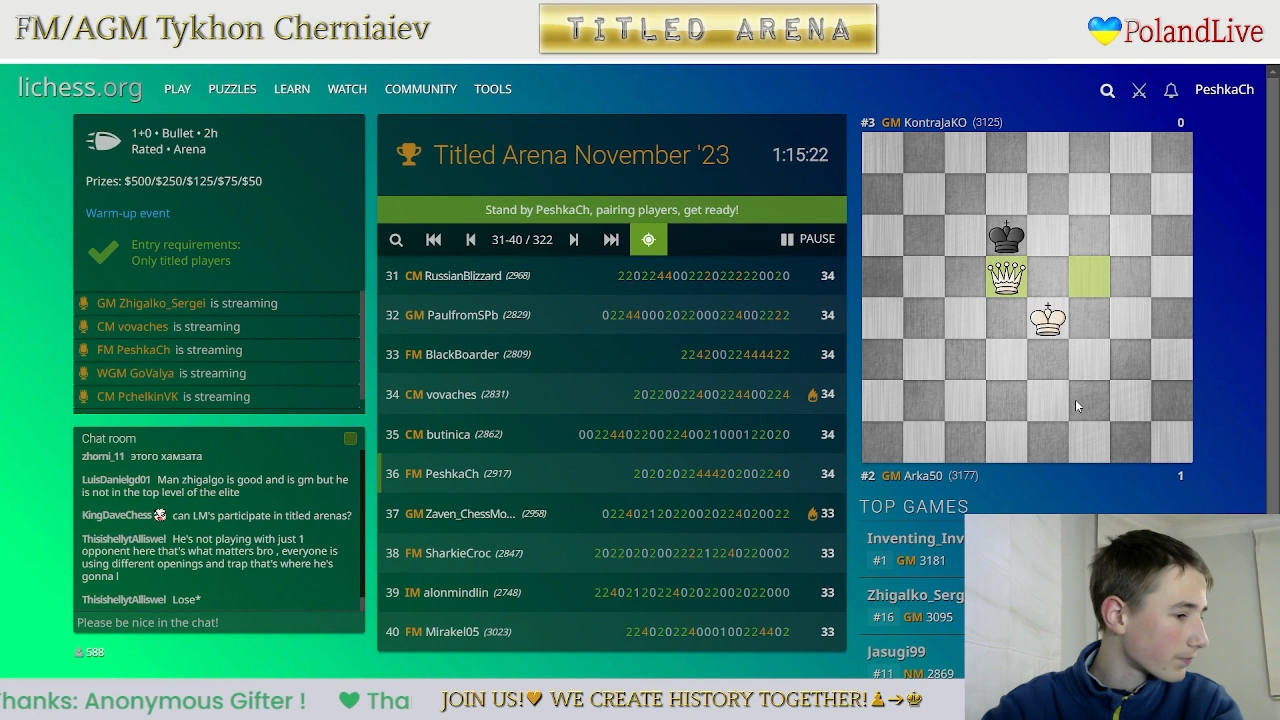 FM/AGM Tykhon Cherniaiev
TITLED ARENA
PolandLive
lichess.org PLAY PUZZLES LEARN WATCH COMMUNITY TOOLS PeshkaCh
1+0 • Bullet • 2h
Rated • Arena
Prizes: $500/$250/$125/$75/$50
Warm-up event
Entry requirements:
Only titled players
GM Zhigalko_Sergei is streaming
CM vovaches is streaming
FM PeshkaCh is streaming
WGM GoValya is streaming
CM PchelkinVK is streaming
Chat room
zhorni_11 этого хамзата
LuisDanielgd01 Man zhigalgo is good and is gm but he
is not in the top level of the elite
KingDaveChess can LM's participate in titled arenas?
ThisishellytAlliswel He's not playing with just 1
opponent here that's what matters bro , everyone is
using different openings and trap that's where he's
gonna l
ThisishellytAlliswel Lose*
Please be nice in the chat!
588
Titled Arena November '23 1:15:22
Stand by PeshkaCh, pairing players, get ready!
31-40 / 322 PAUSE
31 CM RussianBlizzard (2968) 2202244002220222220020 34
32 GM PaulfromSPb (2829) 022440002022000224002222 34
33 FM BlackBoarder (2809) 22420022444422 34
34 CM vovaches (2831) 20220022400224400224 34
35 CM butinica (2862) 002244022002240021000122020 34
36 FM PeshkaCh (2917) 20202022444202002240 34
37 GM Zaven_ChessMo... (2958) 022402120220020224020022 33
38 FM SharkieCroc (2847) 2022020200222212240220002 33
39 IM alonmindlin (2748) 2240212022402022002022000 33
40 FM Mirakel05 (3023) 224020224000100224402 33
#3 GM KontraJaKO (3125) 0
#2 GM Arka50 (3177) 1
TOP GAMES
Inventing_Inv
#1 GM 3181
Zhigalko_Serg
#16 GM 3095
Jasugi99
#11 NM 2869
hanks: Anonymous Gifter ! Tha
JOIN US! WE CREATE HISTORY TOGETHER!